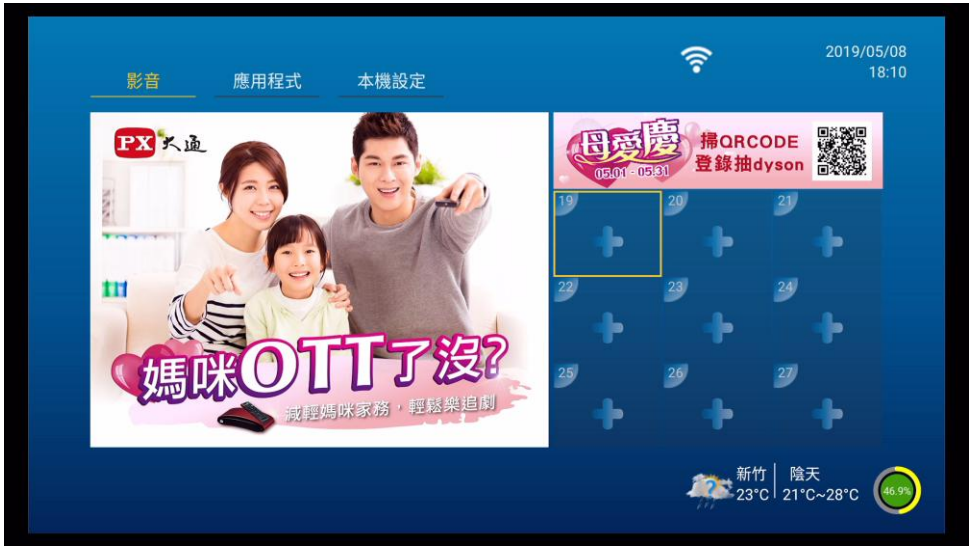 2019/05/08
18:10
影音 應用程式 本機設定
PX大通
母愛慶
05.01 - 05.31
掃QRCODE
登錄抽dyson
19 20 21
22 23 24
25 26 27
媽咪OTT了沒?
減輕媽咪家務，輕鬆樂追劇
新竹 陰天
23°C 21°C~28°C
46.9%